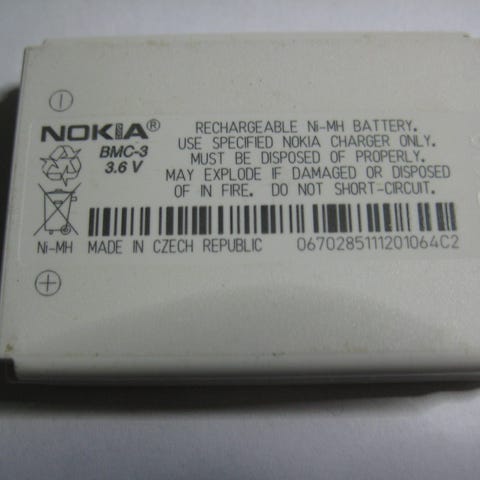 NOKIA®
BMC-3
3.6 V
RECHARGEABLE Ni-MH BATTERY.
USE SPECIFIED NOKIA CHARGER ONLY.
MUST BE DISPOSED OF PROPERLY.
MAY EXPLODE IF DAMAGED OR DISPOSED
OF IN FIRE. DO NOT SHORT-CIRCUIT.
Ni-MH MADE IN CZECH REPUBLIC 0670285111201064C2